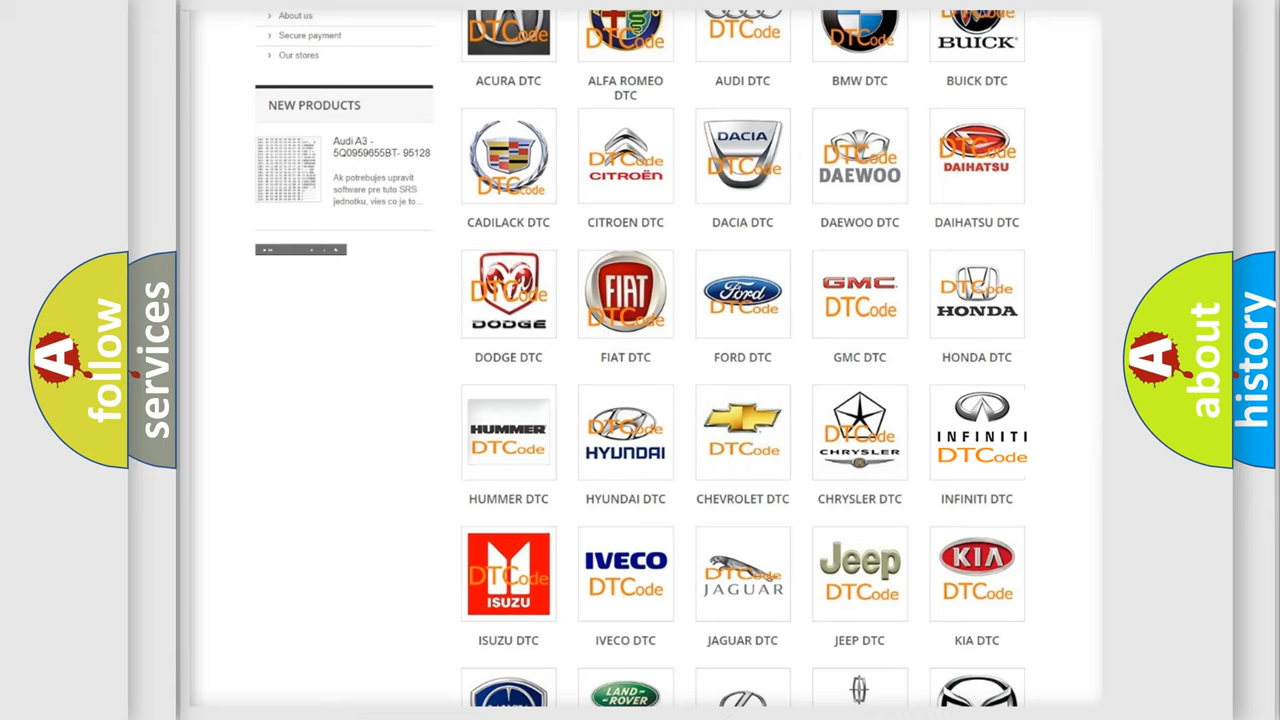 About us
Secure payment
Our stores
NEW PRODUCTS
Audi A3 -
5Q0959655BT- 95128
Ak potrebujes upravit
software pre tuto SRS
jednotku, vies co je to...
DTCode
DTCode
DTCode
DTCode
BUICK
ACURA DTC
ALFA ROMEO
DTC
AUDI DTC
BMW DTC
BUICK DTC
DTCode
DTCode
CITROËN
DACIA
DTCode
DTCode
DAEWOO
DTCode
DAIHATSU
CADILACK DTC
CITROEN DTC
DACIA DTC
DAEWOO DTC
DAIHATSU DTC
DTCode
DODGE
FIAT
DTCode
Ford
DTCode
GMC
DTCode
DTCode
HONDA
DODGE DTC
FIAT DTC
FORD DTC
GMC DTC
HONDA DTC
HUMMER
DTCode
DTCode
HYUNDAI
DTCode
DTCode
CHRYSLER
INFINITI
DTCode
HUMMER DTC
HYUNDAI DTC
CHEVROLET DTC
CHRYSLER DTC
INFINITI DTC
DTCode
ISUZU
IVECO
DTCode
DTCode
JAGUAR
Jeep
DTCode
KIA
DTCode
ISUZU DTC
IVECO DTC
JAGUAR DTC
JEEP DTC
KIA DTC
LAND-
ROVER
A follow
services
A about
history